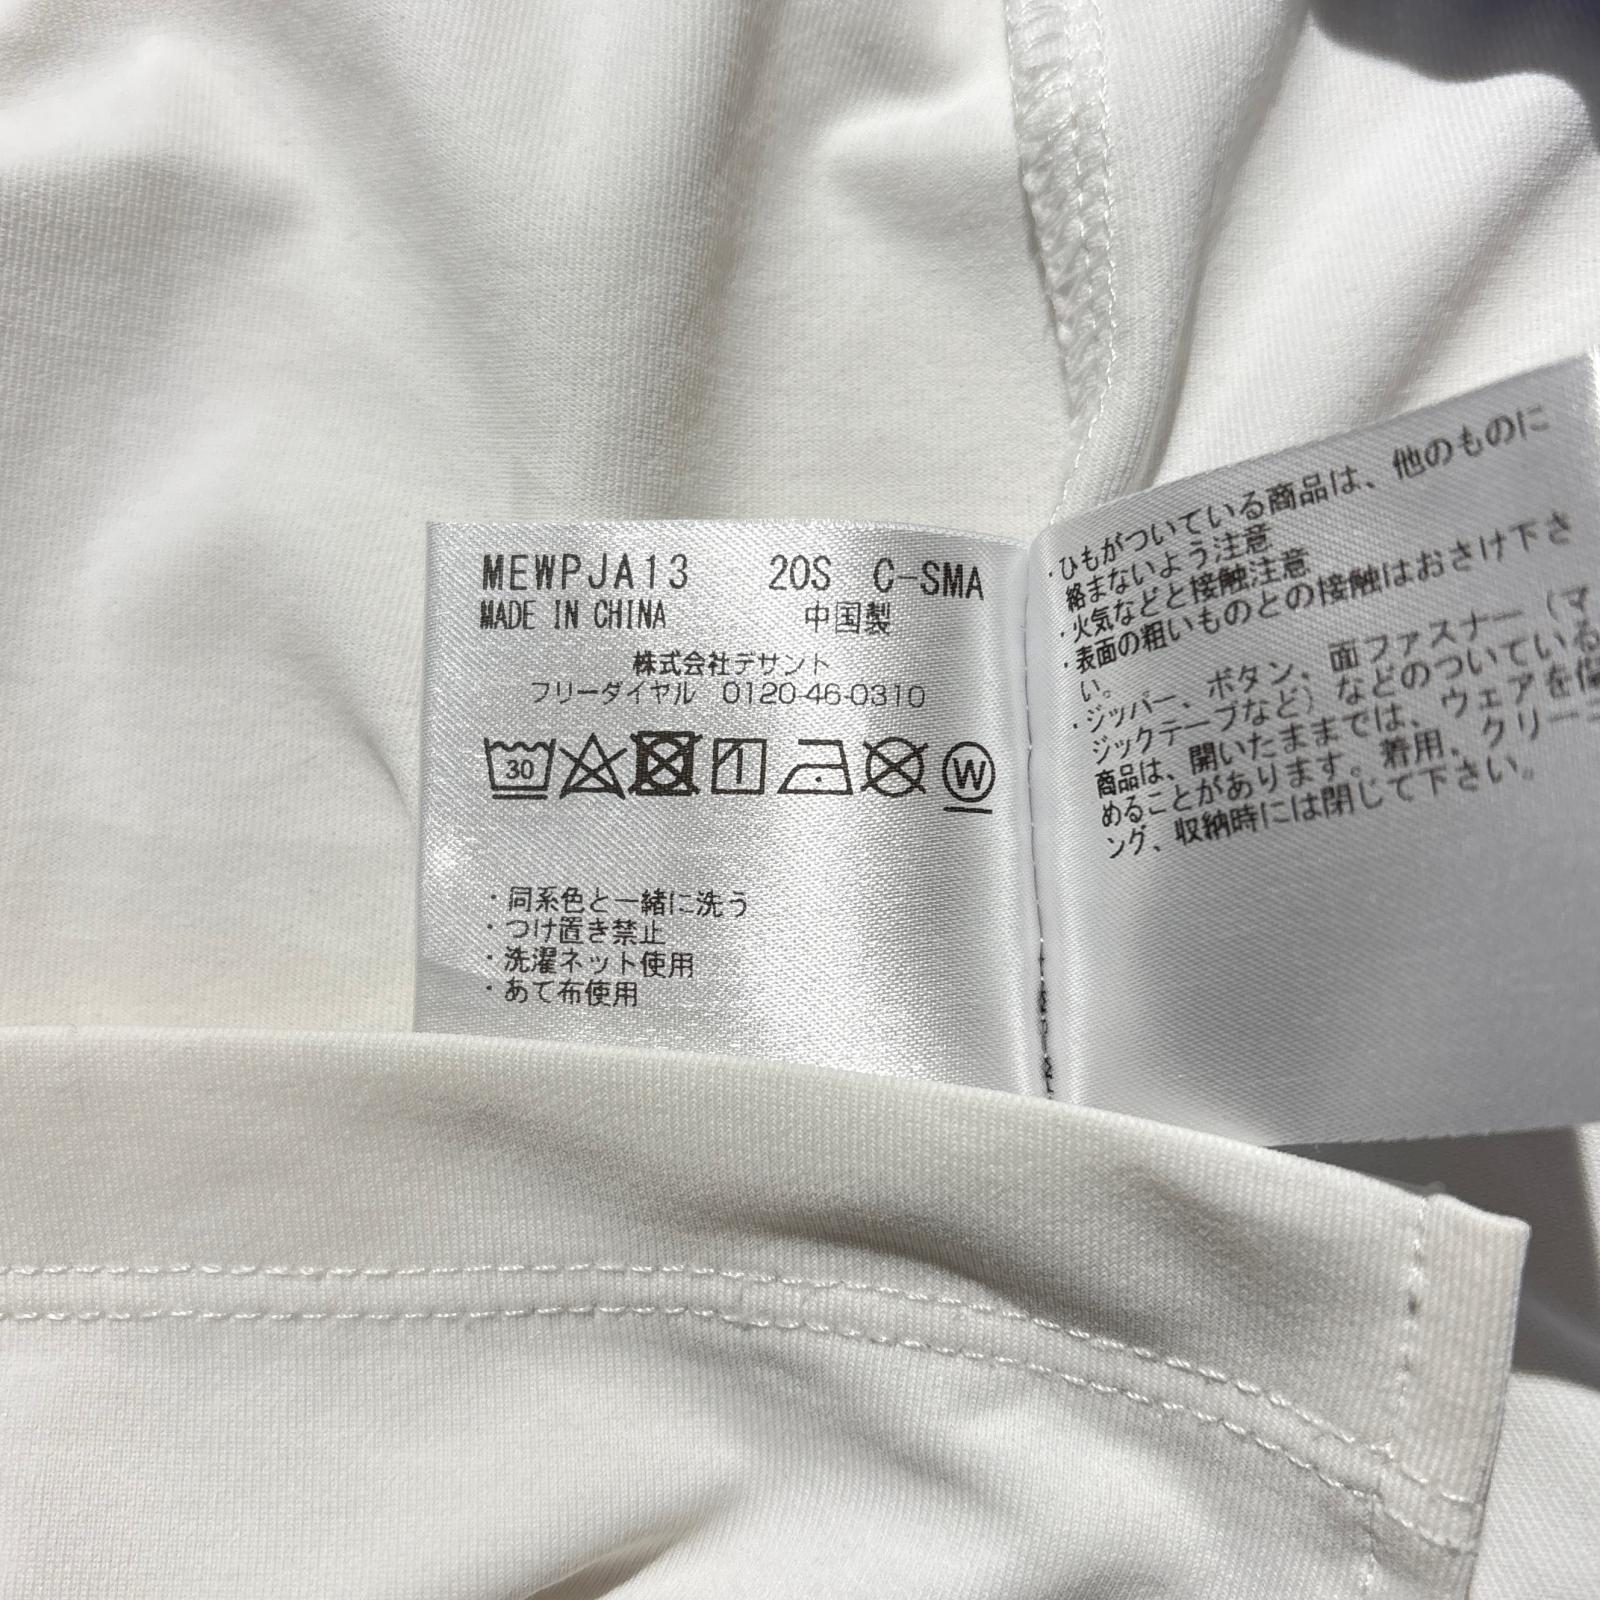 MEWPJA13 20S C-SMA
MADE IN CHINA 中国製
株式会社デサント
フリーダイヤル 0120-46-0310
30
W
・同系色と一緒に洗う
・つけ置き禁止
・洗濯ネット使用
・あて布使用
・ひもがついている商品は、他のものに
絡まないよう注意
・火気などと接触注意
・表面の粗いものとの接触はおさけ下さ
い。
・ジッパー、ボタン、面ファスナー（マ
ジックテープなど）などのついている
商品は、開いたままでは、ウェアを傷
めることがあります。着用、クリーニ
ング、収納時には閉じて下さい。